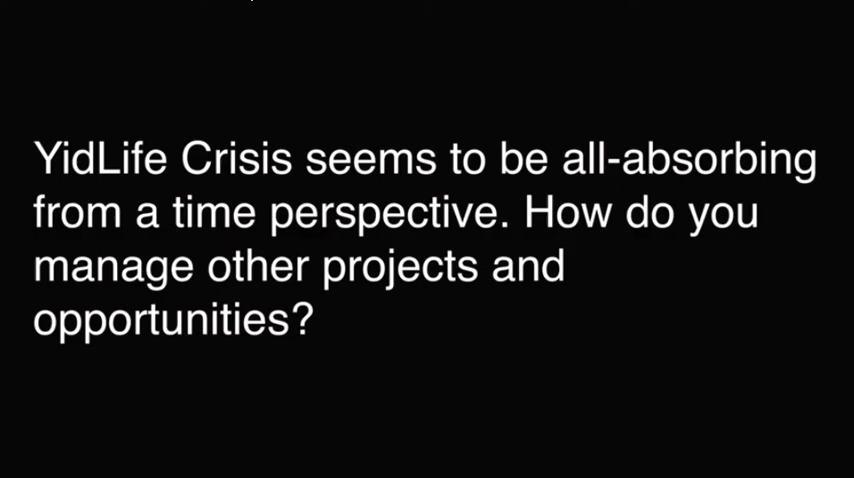 YidLife Crisis seems to be all-absorbing
from a time perspective. How do you
manage other projects and
opportunities?